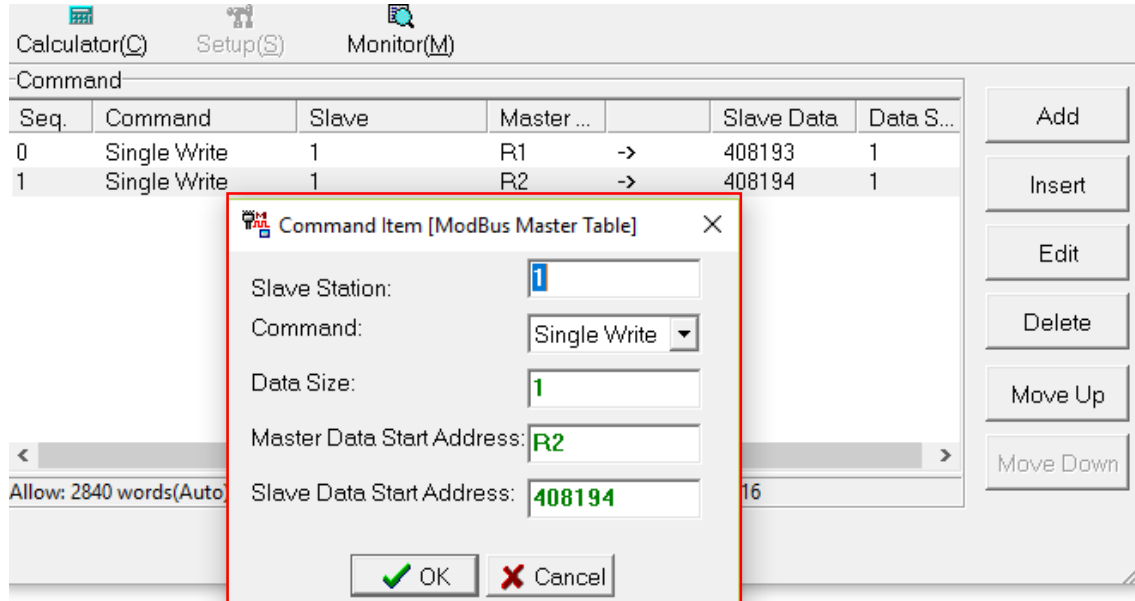 Calculator(C) Setup(S) Monitor(M)
Command
Seq. Command Slave Master ... Slave Data Data S...
0 Single Write 1 R1 -> 408193 1
1 Single Write 1 R2 -> 408194 1
Command Item [ModBus Master Table]
Slave Station: 1
Command: Single Write
Data Size: 1
Master Data Start Address: R2
Slave Data Start Address: 408194
OK Cancel
Allow: 2840 words(Auto) 16
Add
Insert
Edit
Delete
Move Up
Move Down